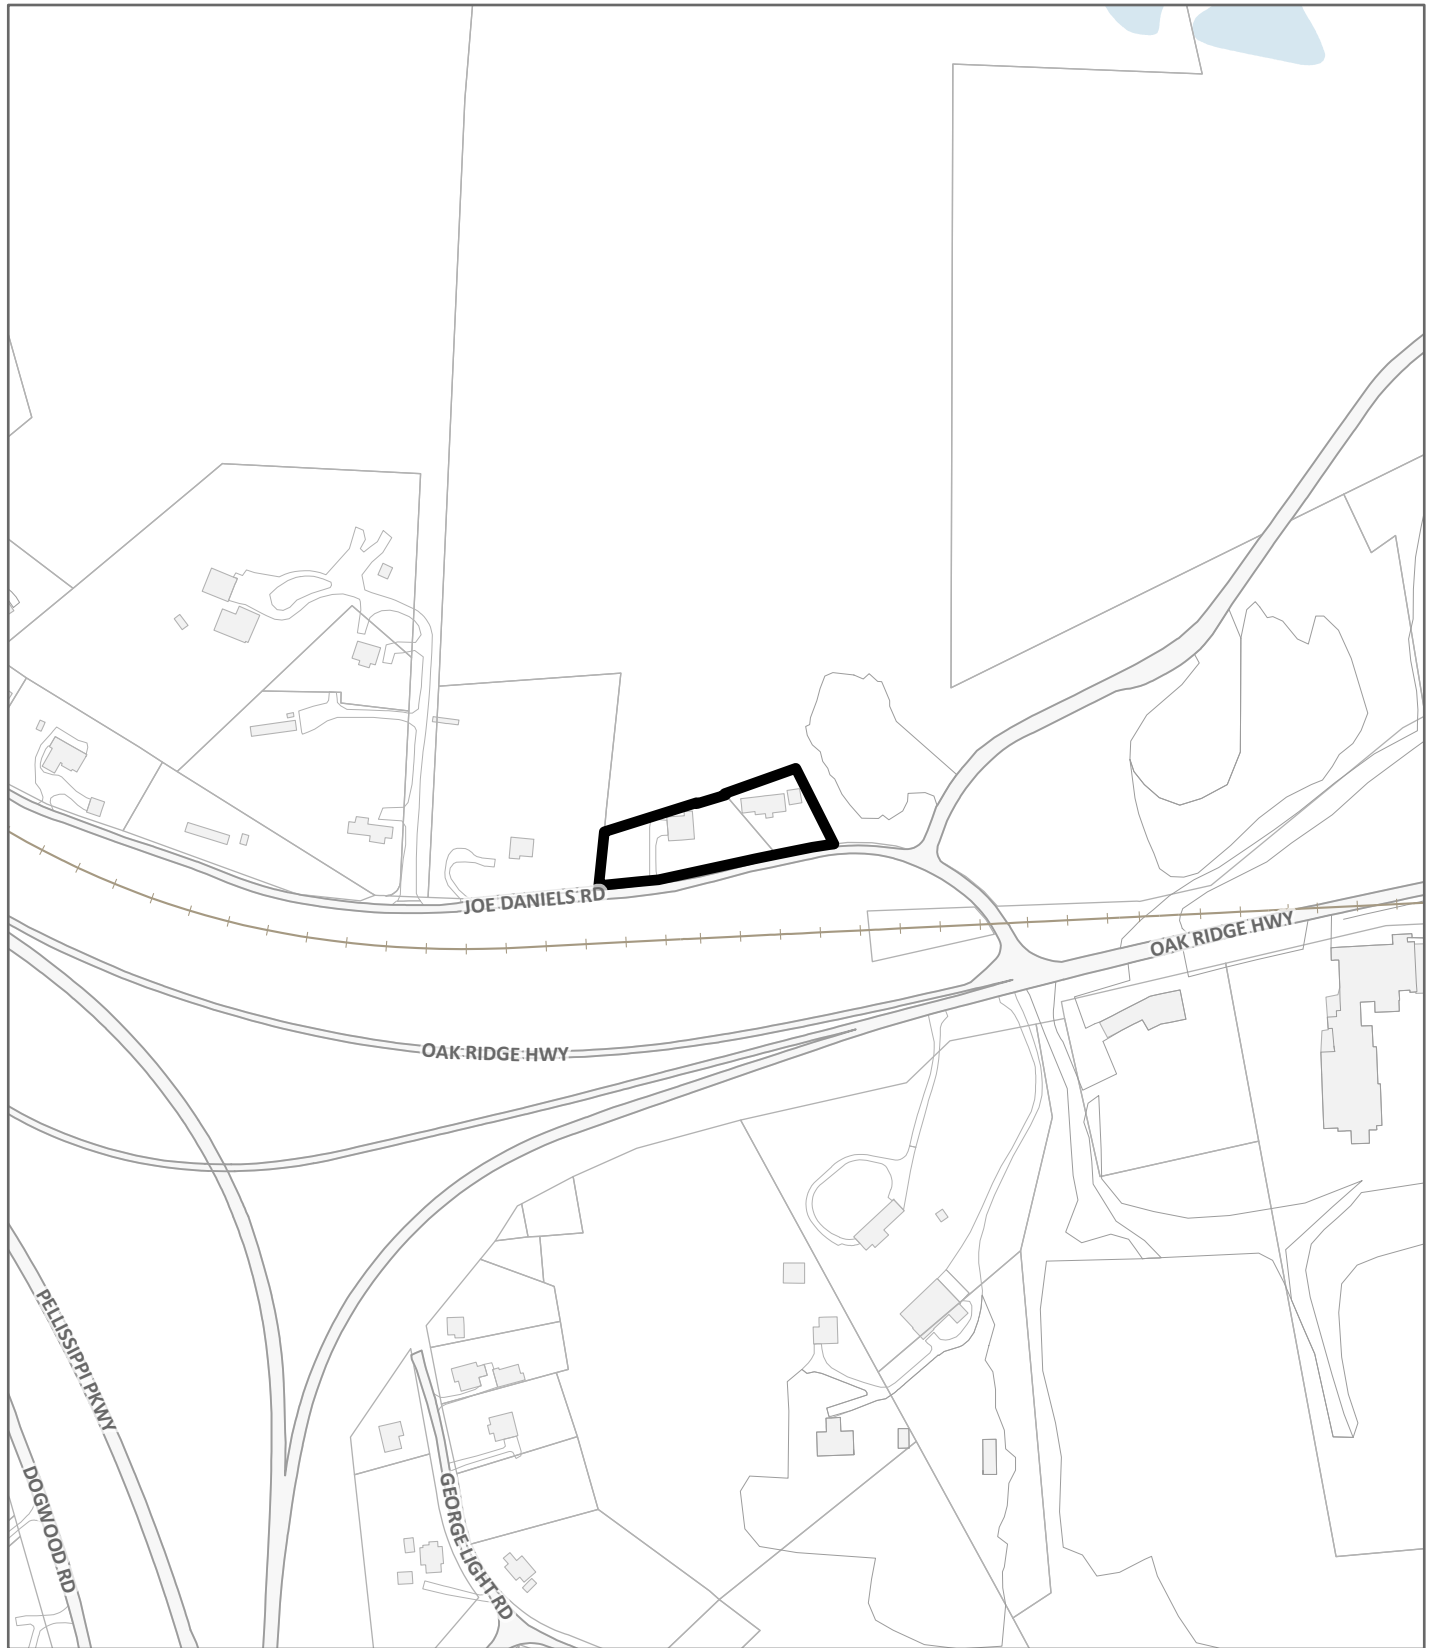 JOE DANIELS RD
OAK RIDGE HWY
OAK RIDGE HWY
PELLISSIPPI PKWY
DOGWOOD RD
GEORGE LIGHT RD